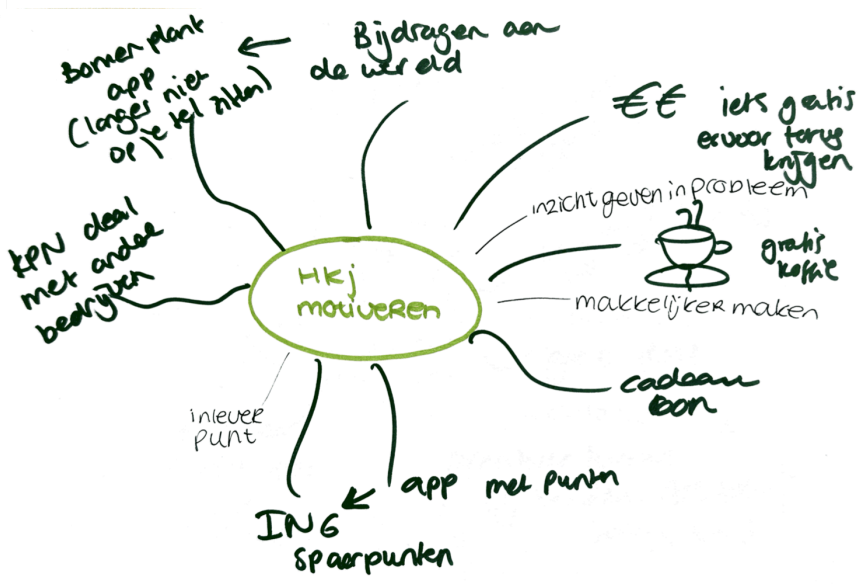 Bomen plant
app
(langer niet
op je tel zitten)
Bijdragen aan
de wereld
€€ iets gratis
ervoor terug
krijgen
inzicht geven in probleem
gratis
koffie
makkelijker maken
cadeau
bon
app met punten
ING
spaarpunten
inlever
punt
KPN deal
met andere
bedrijven
HKj
motiveren